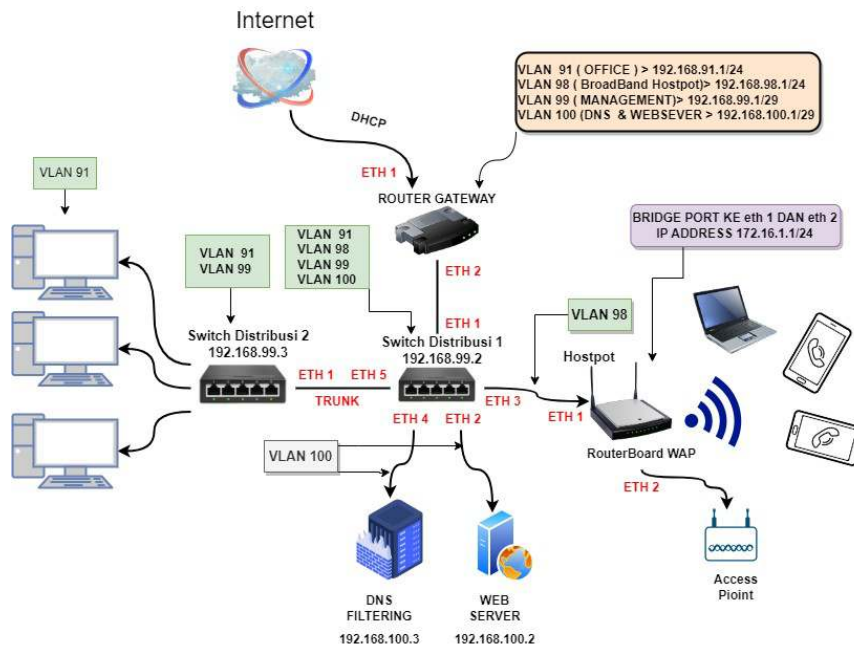 Internet
VLAN 91 ( OFFICE ) > 192.168.91.1/24
VLAN 98 ( BroadBand Hostpot)> 192.168.98.1/24
VLAN 99 ( MANAGEMENT)> 192.168.99.1/29
VLAN 100 (DNS & WEBSEVER > 192.168.100.1/29
DHCP
ETH 1
ROUTER GATEWAY
VLAN 91
VLAN 91
VLAN 99
VLAN 91
VLAN 98
VLAN 99
VLAN 100
BRIDGE PORT KE eth 1 DAN eth 2
IP ADDRESS 172.16.1.1/24
ETH 2
ETH 1
VLAN 98
Switch Distribusi 2
192.168.99.3
Switch Distribusi 1
192.168.99.2
Hostpot
ETH 1
ETH 5
TRUNK
ETH 3
ETH 1
ETH 4
ETH 2
RouterBoard WAP
VLAN 100
ETH 2
DNS
FILTERING
192.168.100.3
WEB
SERVER
192.168.100.2
Access
Pioint